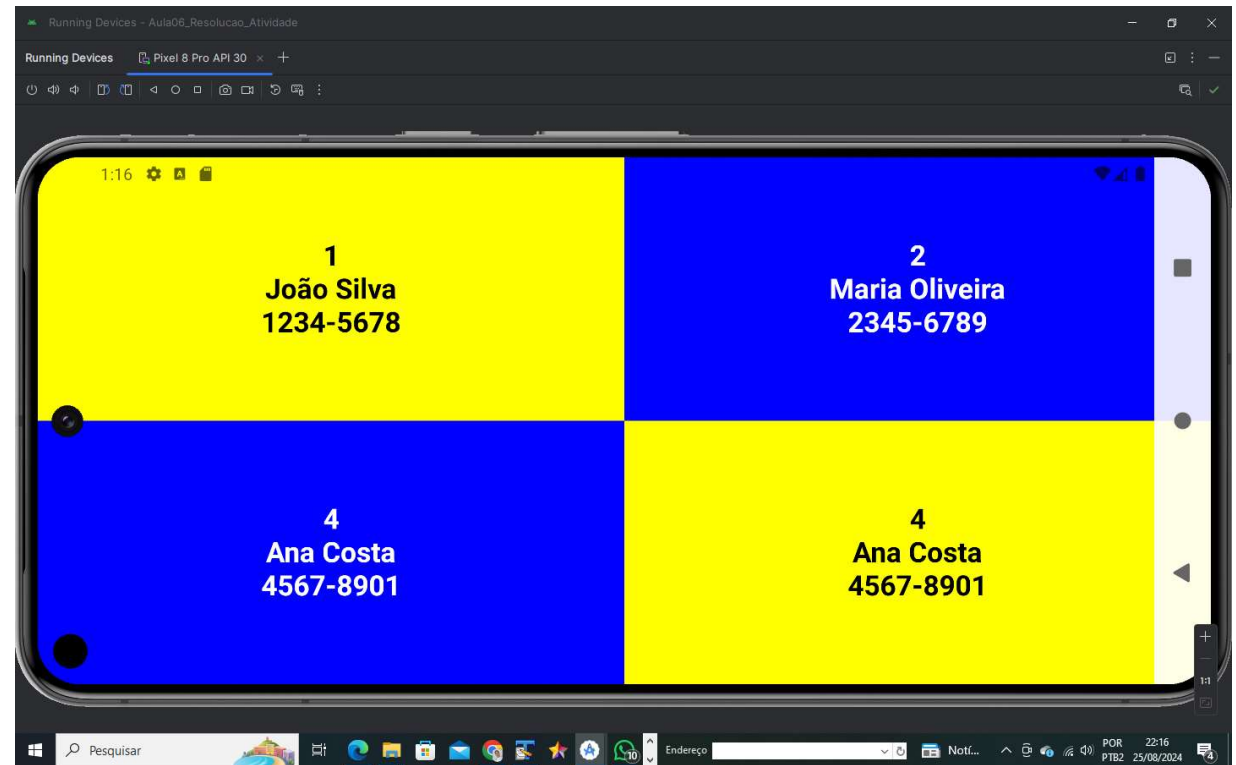 Running Devices - Aula06_Resolucao_Atividade
Running Devices Pixel 8 Pro API 30
1:16
1
João Silva
1234-5678
2
Maria Oliveira
2345-6789
4
Ana Costa
4567-8901
4
Ana Costa
4567-8901
1:1
Pesquisar
10
Endereço
Notí...
POR
PTB2
22:16
25/08/2024
4